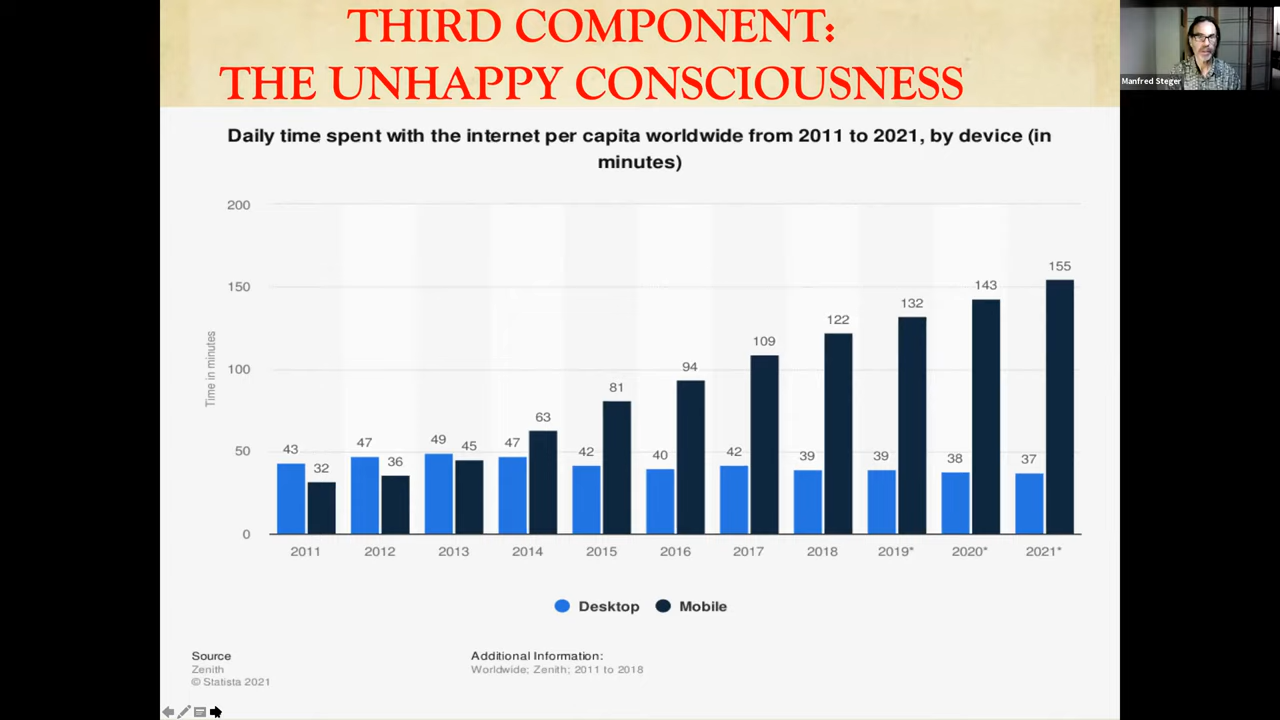 THIRD COMPONENT:
THE UNHAPPY CONSCIOUSNESS
Manfred Steger
Daily time spent with the internet per capita worldwide from 2011 to 2021, by device (in
minutes)
Time in minutes
200
150
100
50
0
43 32
47 36
49 45
47 63
42 81
40 94
42 109
39 122
39 132
38 143
37 155
2011 2012 2013 2014 2015 2016 2017 2018 2019* 2020* 2021*
Desktop Mobile
Source
Zenith
© Statista 2021
Additional Information:
Worldwide; Zenith; 2011 to 2018